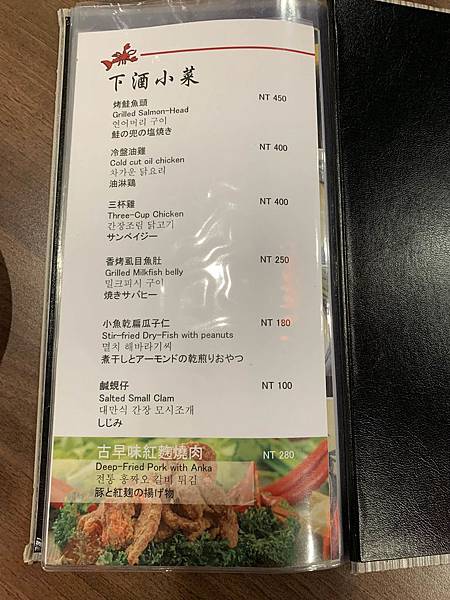 下酒小菜
烤鮭魚頭 NT 450
Grilled Salmon-Head
연어머리 구이
鮭の兜の塩焼き
冷盤油雞 NT 400
Cold cut oil chicken
차가운 닭요리
油淋鶏
三杯雞 NT 400
Three-Cup Chicken
간장조림 닭고기
サンベイジー
香烤虱目魚肚 NT 250
Grilled Milkfish belly
밀크피시 구이
焼きサバヒー
小魚乾扁瓜子仁 NT 180
Stir-fried Dry-Fish with peanuts
멸치 해바라기씨
煮干しとアーモンドの乾煎りおやつ
鹹蜆仔 NT 100
Salted Small Clam
대만식 간장 모시조개
しじみ
古早味紅麴燒肉 NT 280
Deep-Fried Pork with Anka
전통 홍짜오 갈비 튀김
豚と紅麹の揚げ物